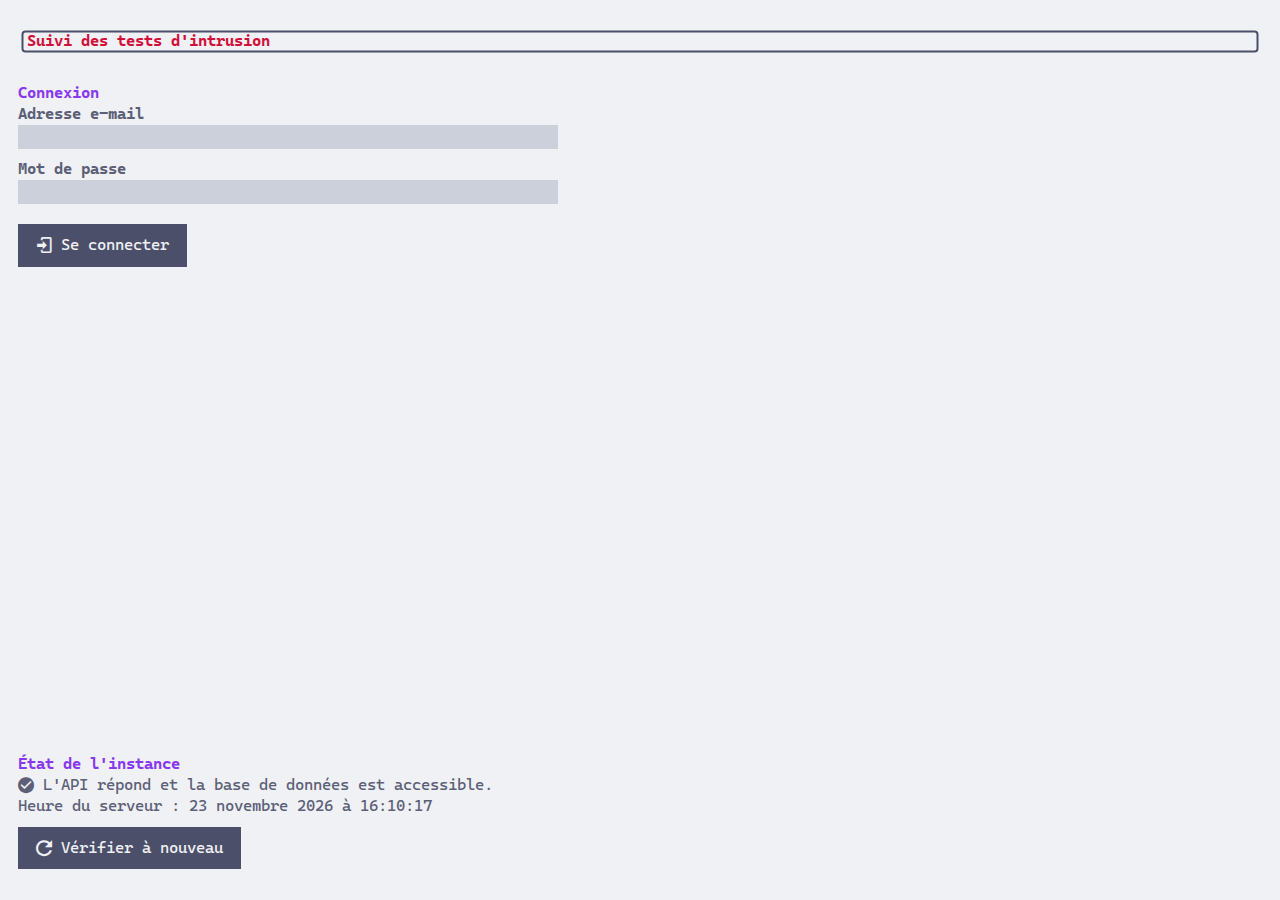 Suivi des tests d'intrusion
Connexion
Adresse e-mail
Mot de passe
Se connecter
État de l'instance
L'API répond et la base de données est accessible.
Heure du serveur : 23 novembre 2026 à 16:10:17
Vérifier à nouveau